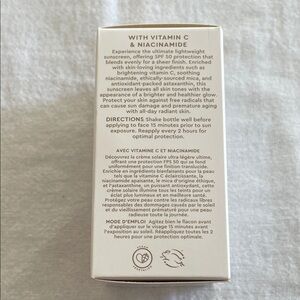 WITH VITAMIN C
& NIACINAMIDE
Experience the ultimate lightweight
sunscreen, offering SPF 50 protection that
blends evenly for a sheer finish. Enriched
with skin-loving ingredients such as
brightening vitamin C, soothing
niacinamide, ethically-sourced mica, and
antioxidant-packed astaxanthin, this
sunscreen leaves all skin tones with the
appearance of a brighter and healthier glow.
Protect your skin against free radicals that
can cause sun damage and premature aging
with all-day radiant skin.
DIRECTIONS Shake bottle well before
applying to face 15 minutes prior to sun
exposure. Reapply every 2 hours for
optimal protection.
AVEC VITAMINE C ET NIACINAMIDE
Découvrez la crème solaire ultra légère ultime,
offrant une protection FPS 50 qui se fond
uniformément pour une finition translucide.
Enrichie en ingrédients bienfaisants pour la peau
tels que la vitamine C éclaircissante, la
niacinamide apaisante, le mica d'origine éthique,
et l'astaxanthine, un puissant antioxydant, cette
crème solaire illumine tous les teints pour un
éclat plus lumineux et en santé.
Protégez votre peau contre les radicaux libres
responsables des dommages causés par le soleil
et du vieillissement prématuré pour une peau
radieuse toute la journée.
MODE D'EMPLOI Agitez bien le flacon avant
d'appliquer sur le visage 15 minutes avant
l'exposition au soleil. Réappliquez toutes les 2
heures pour une protection optimale.